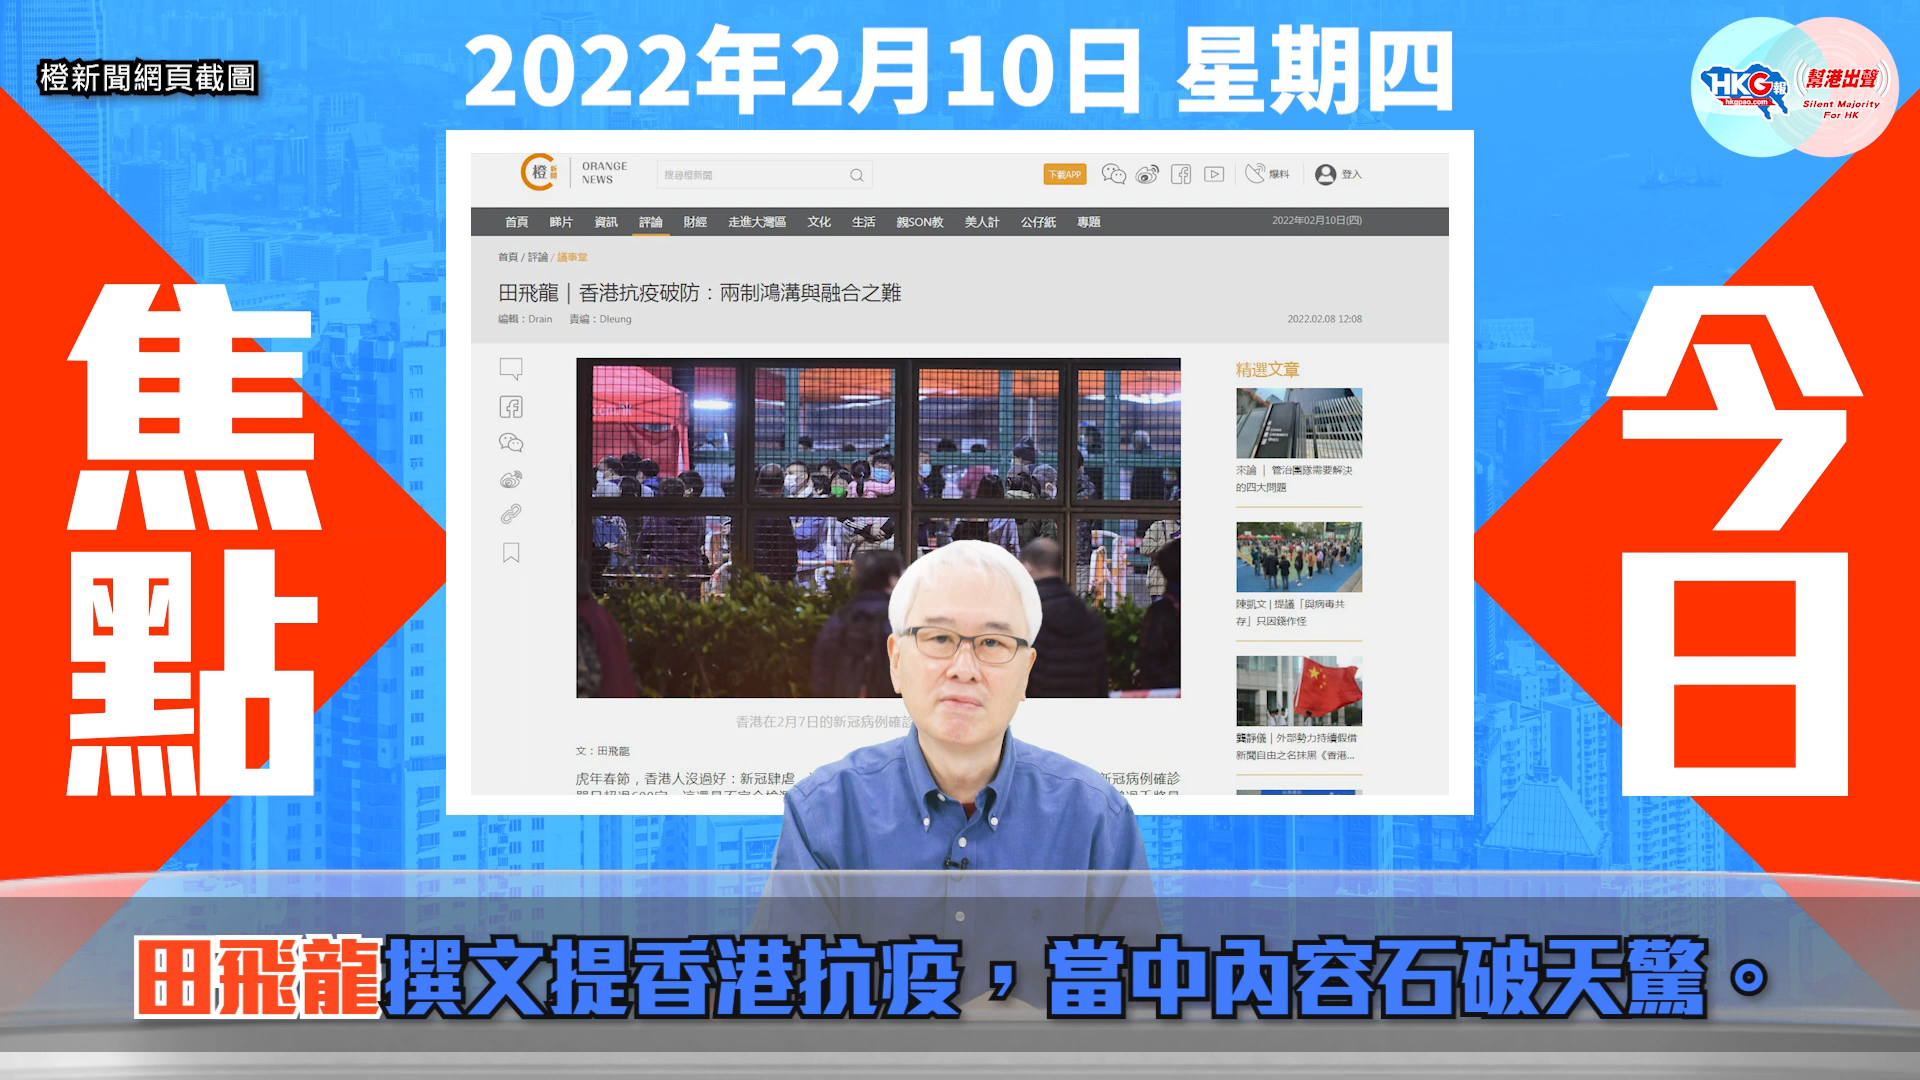 橙新聞網頁截圖
2022年2月10日 星期四
HKG報
hkgpao.com
幫港出聲
Silent Majority
For HK
焦點
今日
橙新聞
ORANGE
NEWS
搜尋橙新聞
下載APP
爆料
登入
首頁 睇片 資訊 評論 財經 走進大灣區 文化 生活 親SON教 美人計 公仔紙 專題
2022年02月10日(四)
首頁 / 評論 / 議事堂
田飛龍｜香港抗疫破防：兩制鴻溝與融合之難
編輯：Drain 責編：Dleung
2022.02.08 12:08
精選文章
來論 ｜ 管治團隊需要解決
的四大問題
陳凱文 | 提議「與病毒共
存」只因錢作怪
龔靜儀 | 外部勢力持續假借
新聞自由之名抹黑《香港...
香港在2月7日的新冠病例確診
文：田飛龍
虎年春節，香港人沒過好：新冠肆虐
新冠病例確診
田飛龍撰文提香港抗疫，當中內容石破天驚。